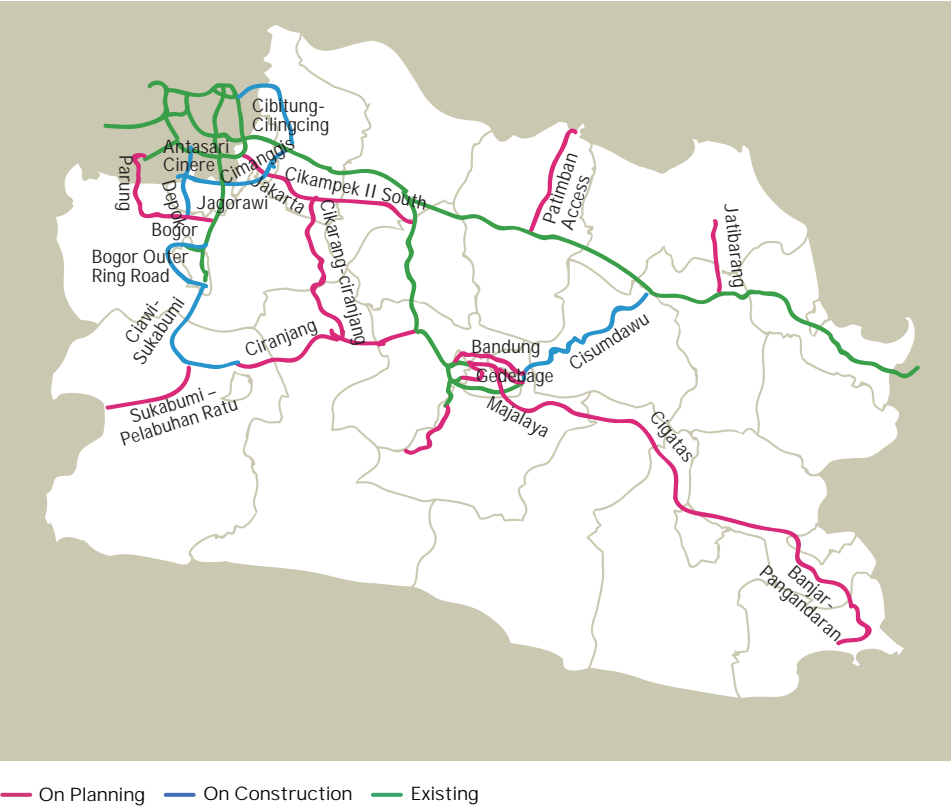 Cibitung-
Cilingcing
Antasari
Cinere
Cimanggis
Jakarta
Cikampek II South
Parung
Depok
Jagorawi
Bogor
Bogor Outer
Ring Road
Ciawi-
Sukabumi
Cikarang-ciranjang
Patimban
Access
Jatibarang
Ciranjang
Bandung
Gedebage
Cisumdawu
Majalaya
Sukabumi –
Pelabuhan Ratu
Cigatas
Banjar-
Pangandaran
On Planning
On Construction
Existing